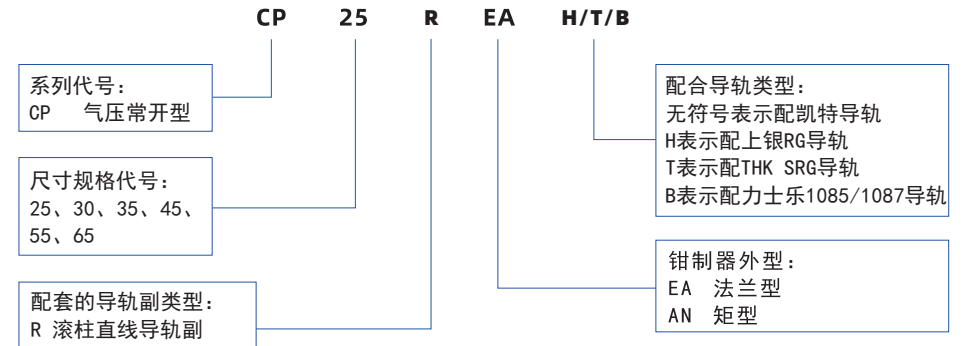 CP 25 R EA H/T/B
系列代号:
CP 气压常开型
尺寸规格代号:
25、30、35、45、
55、65
配套的导轨副类型:
R 滚柱直线导轨副
配合导轨类型:
无符号表示配凯特导轨
H表示配上银RG导轨
T表示配THK SRG导轨
B表示配力士乐1085/1087导轨
钳制器外型:
EA 法兰型
AN 矩型